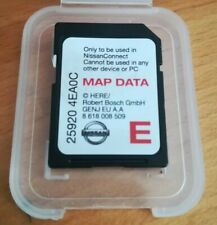 Only to be used in
NissanConnect
Cannot be used in any
other device or PC
MAP DATA
© HERE/
Robert Bosch GmbH
GENJ EU A.A
8 618 008 509
25920 4EA0C
NISSAN
E